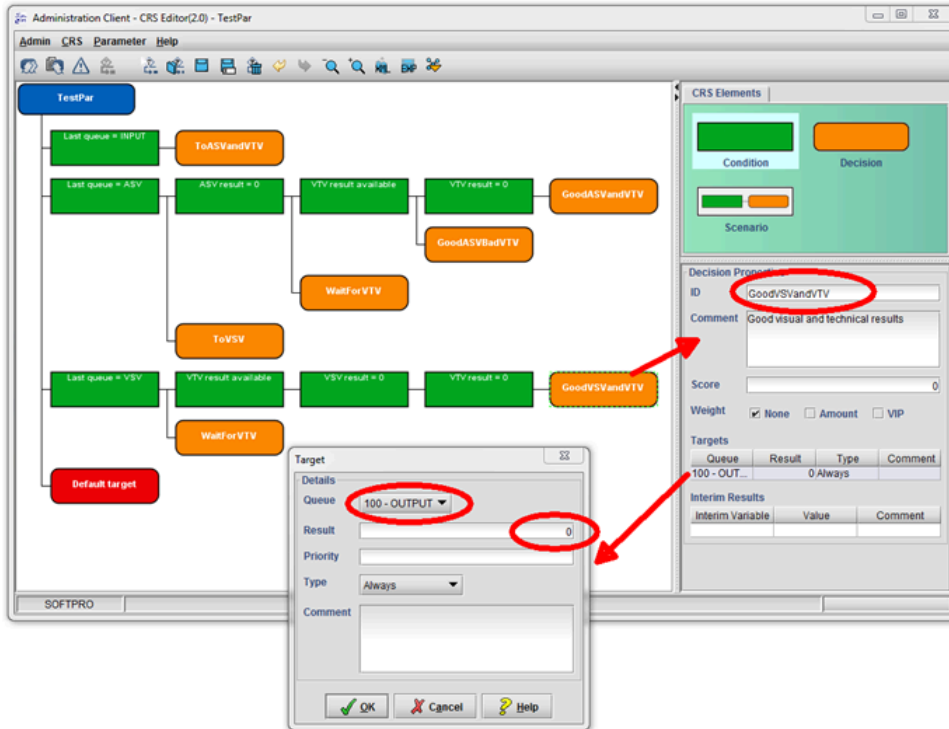 Administration Client - CRS Editor(2.0) - TestPar
Admin CRS Parameter Help
XML EXP
TestPar
Last queue = INPUT
ToASVandVTV
Last queue = ASV
ASV result = 0
VTV result available
VTV result = 0
GoodASVandVTV
GoodASVBadVTV
WaitForVTV
ToVSV
Last queue = VSV
VTV result available
VSV result = 0
VTV result = 0
GoodVSVandVTV
WaitForVTV
Default target
SOFTPRO
CRS Elements
Condition
Decision
Scenario
Decision Prope
ID GoodVSVandVTV
Comment Good visual and technical results
Score 0
Weight None Amount VIP
Targets
Queue Result Type Comment
100 - OUT... 0 Always
Interim Results
Interim Variable Value Comment
Target
Details
Queue 100 - OUTPUT
Result 0
Priority
Type Always
Comment
OK Cancel Help